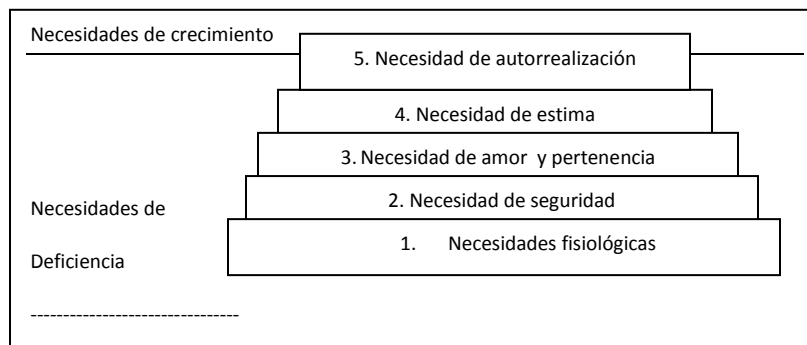 Necesidades de crecimiento
5. Necesidad de autorrealización
4. Necesidad de estima
3. Necesidad de amor y pertenencia
2. Necesidad de seguridad
1. Necesidades fisiológicas
Necesidades de
Deficiencia
--------------------------------